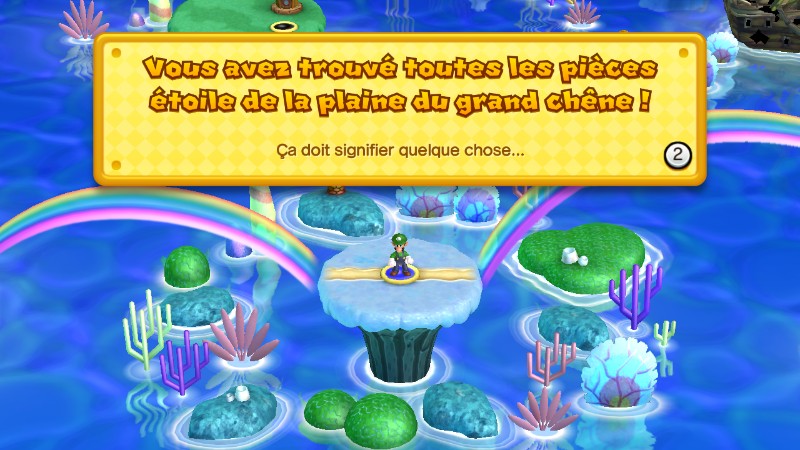 Vous avez trouvé toutes les pièces
étoile de la plaine du grand chêne !
Ça doit signifier quelque chose...
2